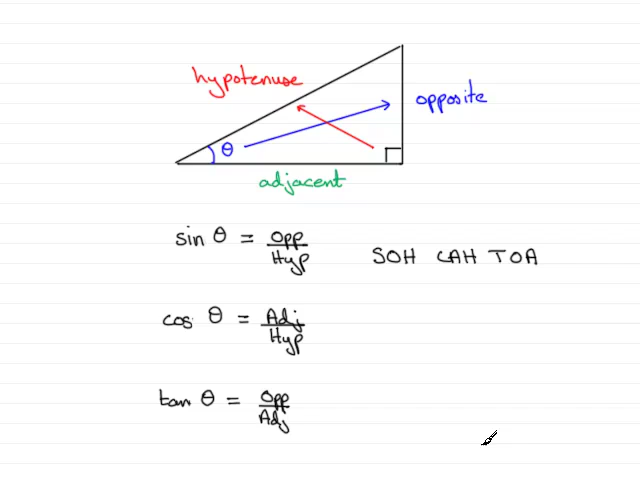 hypotenuse
opposite
θ
adjacent
sin θ = Opp/Hyp
SOH CAH TOA
cos θ = Adj/Hyp
tan θ = Opp/Adj